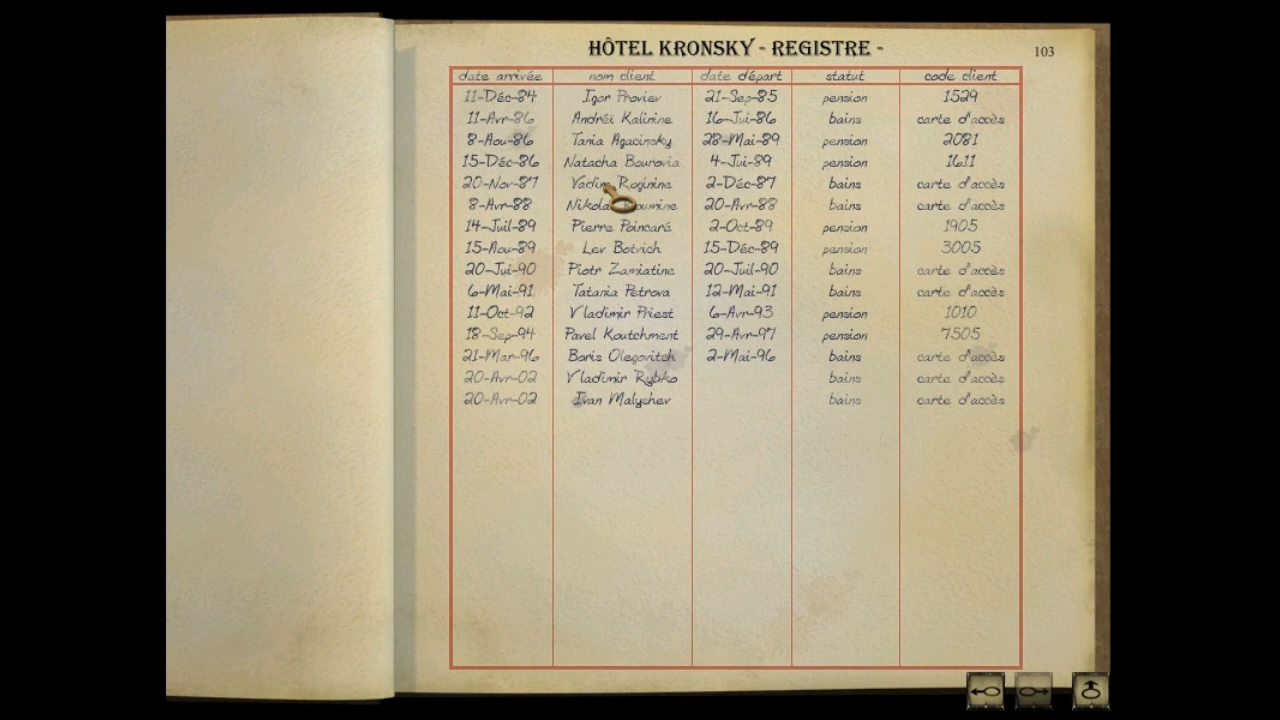 HÔTEL KRONSKY - REGISTRE -
103
date arrivée nom client date départ statut code client
11-Déc-84 Igor Proviev 21-Sep-85 pension 1529
11-Avr-86 Andréi Kalinine 16-Jui-86 bains carte d'accès
8-Aou-86 Tania Agacinsky 28-Mai-89 pension 2081
15-Déc-86 Natacha Bourovia 4-Jui-89 pension 1611
20-Nov-87 Vadim Roginine 2-Déc-87 bains carte d'accès
8-Avr-88 20-Avr-88 bains carte d'accès
14-Juil-89 Pierre Poincaré 2-Oct-89 pension 1905
15-Nou-89 Lev Botvich 15-Déc-89 pension 3005
20-Jui-90 Piotr Zamiatine 20-Juil-90 bains carte d'accès
6-Mai-91 Tatania Petrova 12-Mai-91 bains carte d'accès
11-Oct-92 Vladimir Priest 6-Avr-93 pension 1010
18-Sep-94 Pavel Koutchment 29-Avr-97 pension 7505
21-Mar-96 Boris Olegovitch 2-Mai-96 bains carte d'accès
20-Avr-02 Vladimir Rybko bains carte d'accès
20-Avr-02 Ivan Malyshev bains carte d'accès